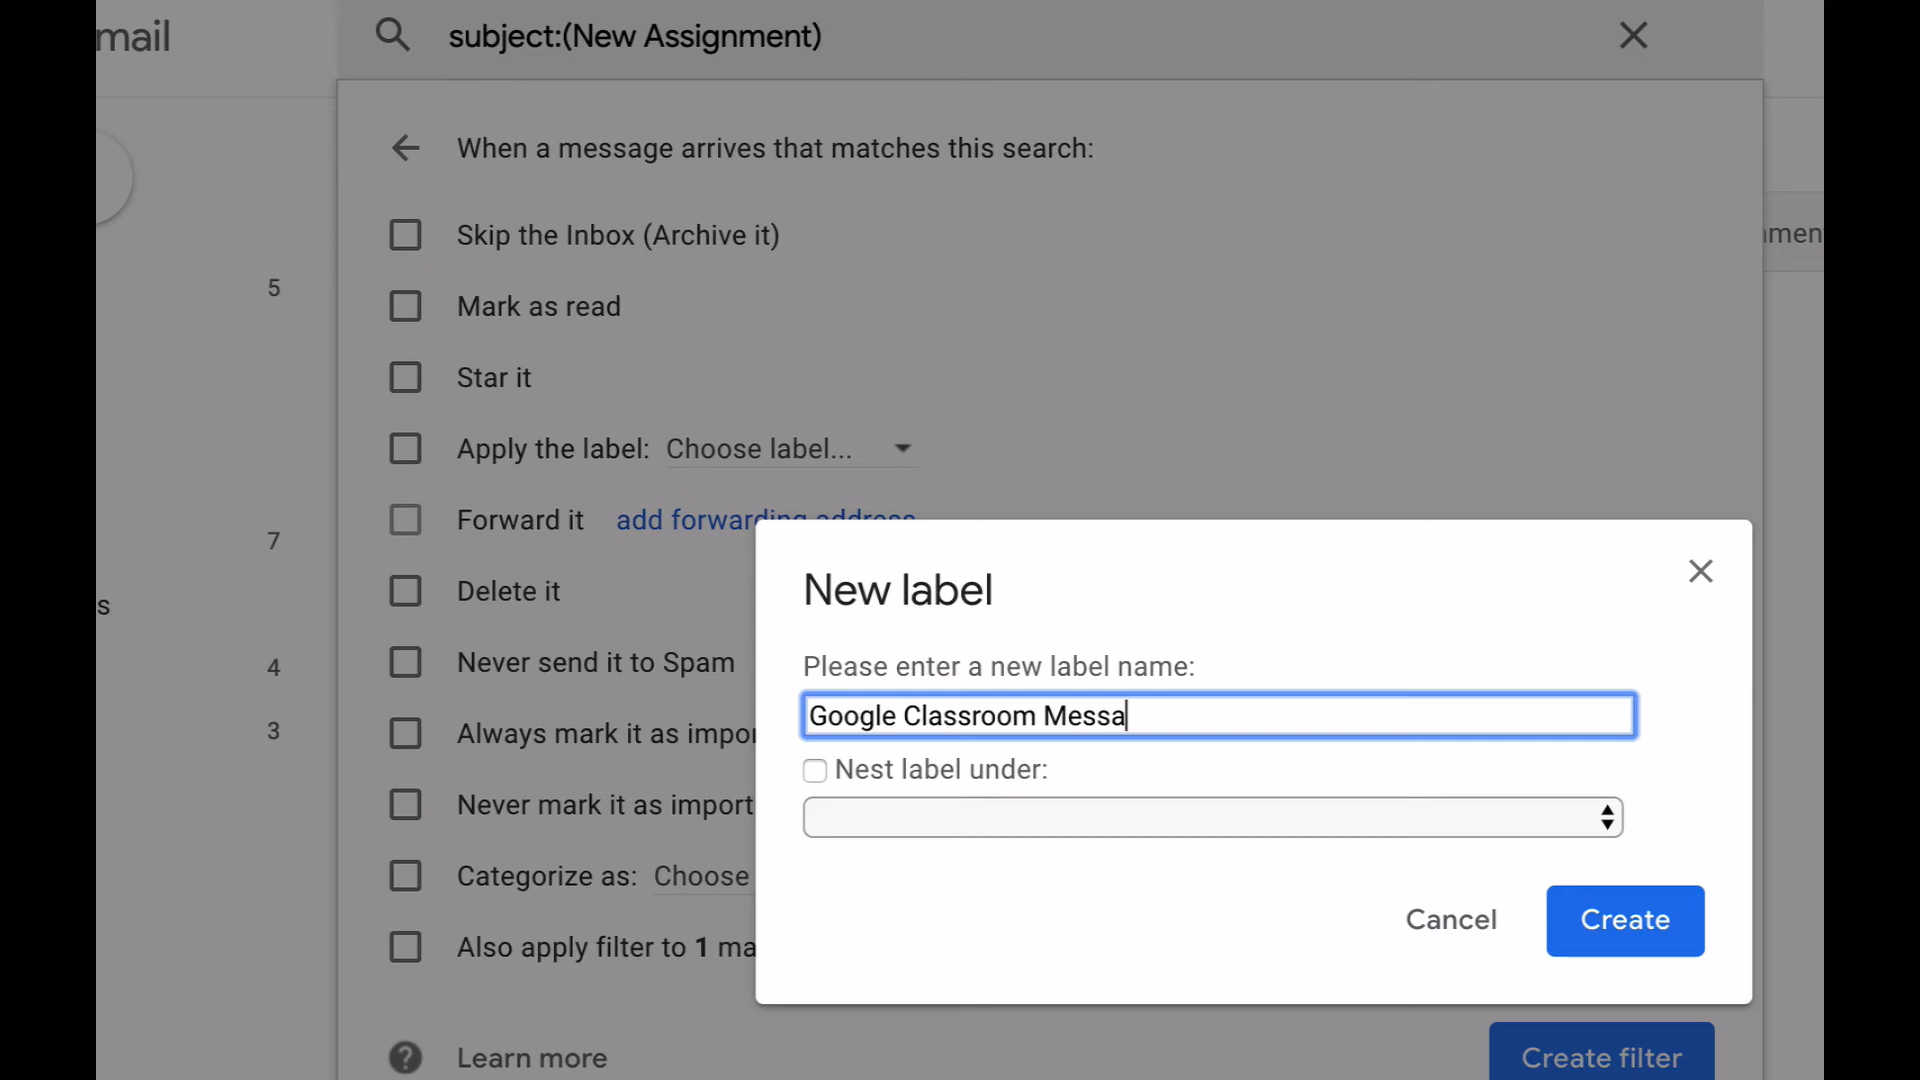 mail
subject:(New Assignment)
When a message arrives that matches this search:
Skip the Inbox (Archive it)
5
Mark as read
Star it
Apply the label: Choose label...
7
Forward it add forwarding address
s
Delete it
4
Never send it to Spam
3
Always mark it as impor
Never mark it as import
Categorize as: Choose
Also apply filter to 1 ma
? Learn more
Create filter
New label
Please enter a new label name:
Google Classroom Messa
Nest label under:
Cancel
Create